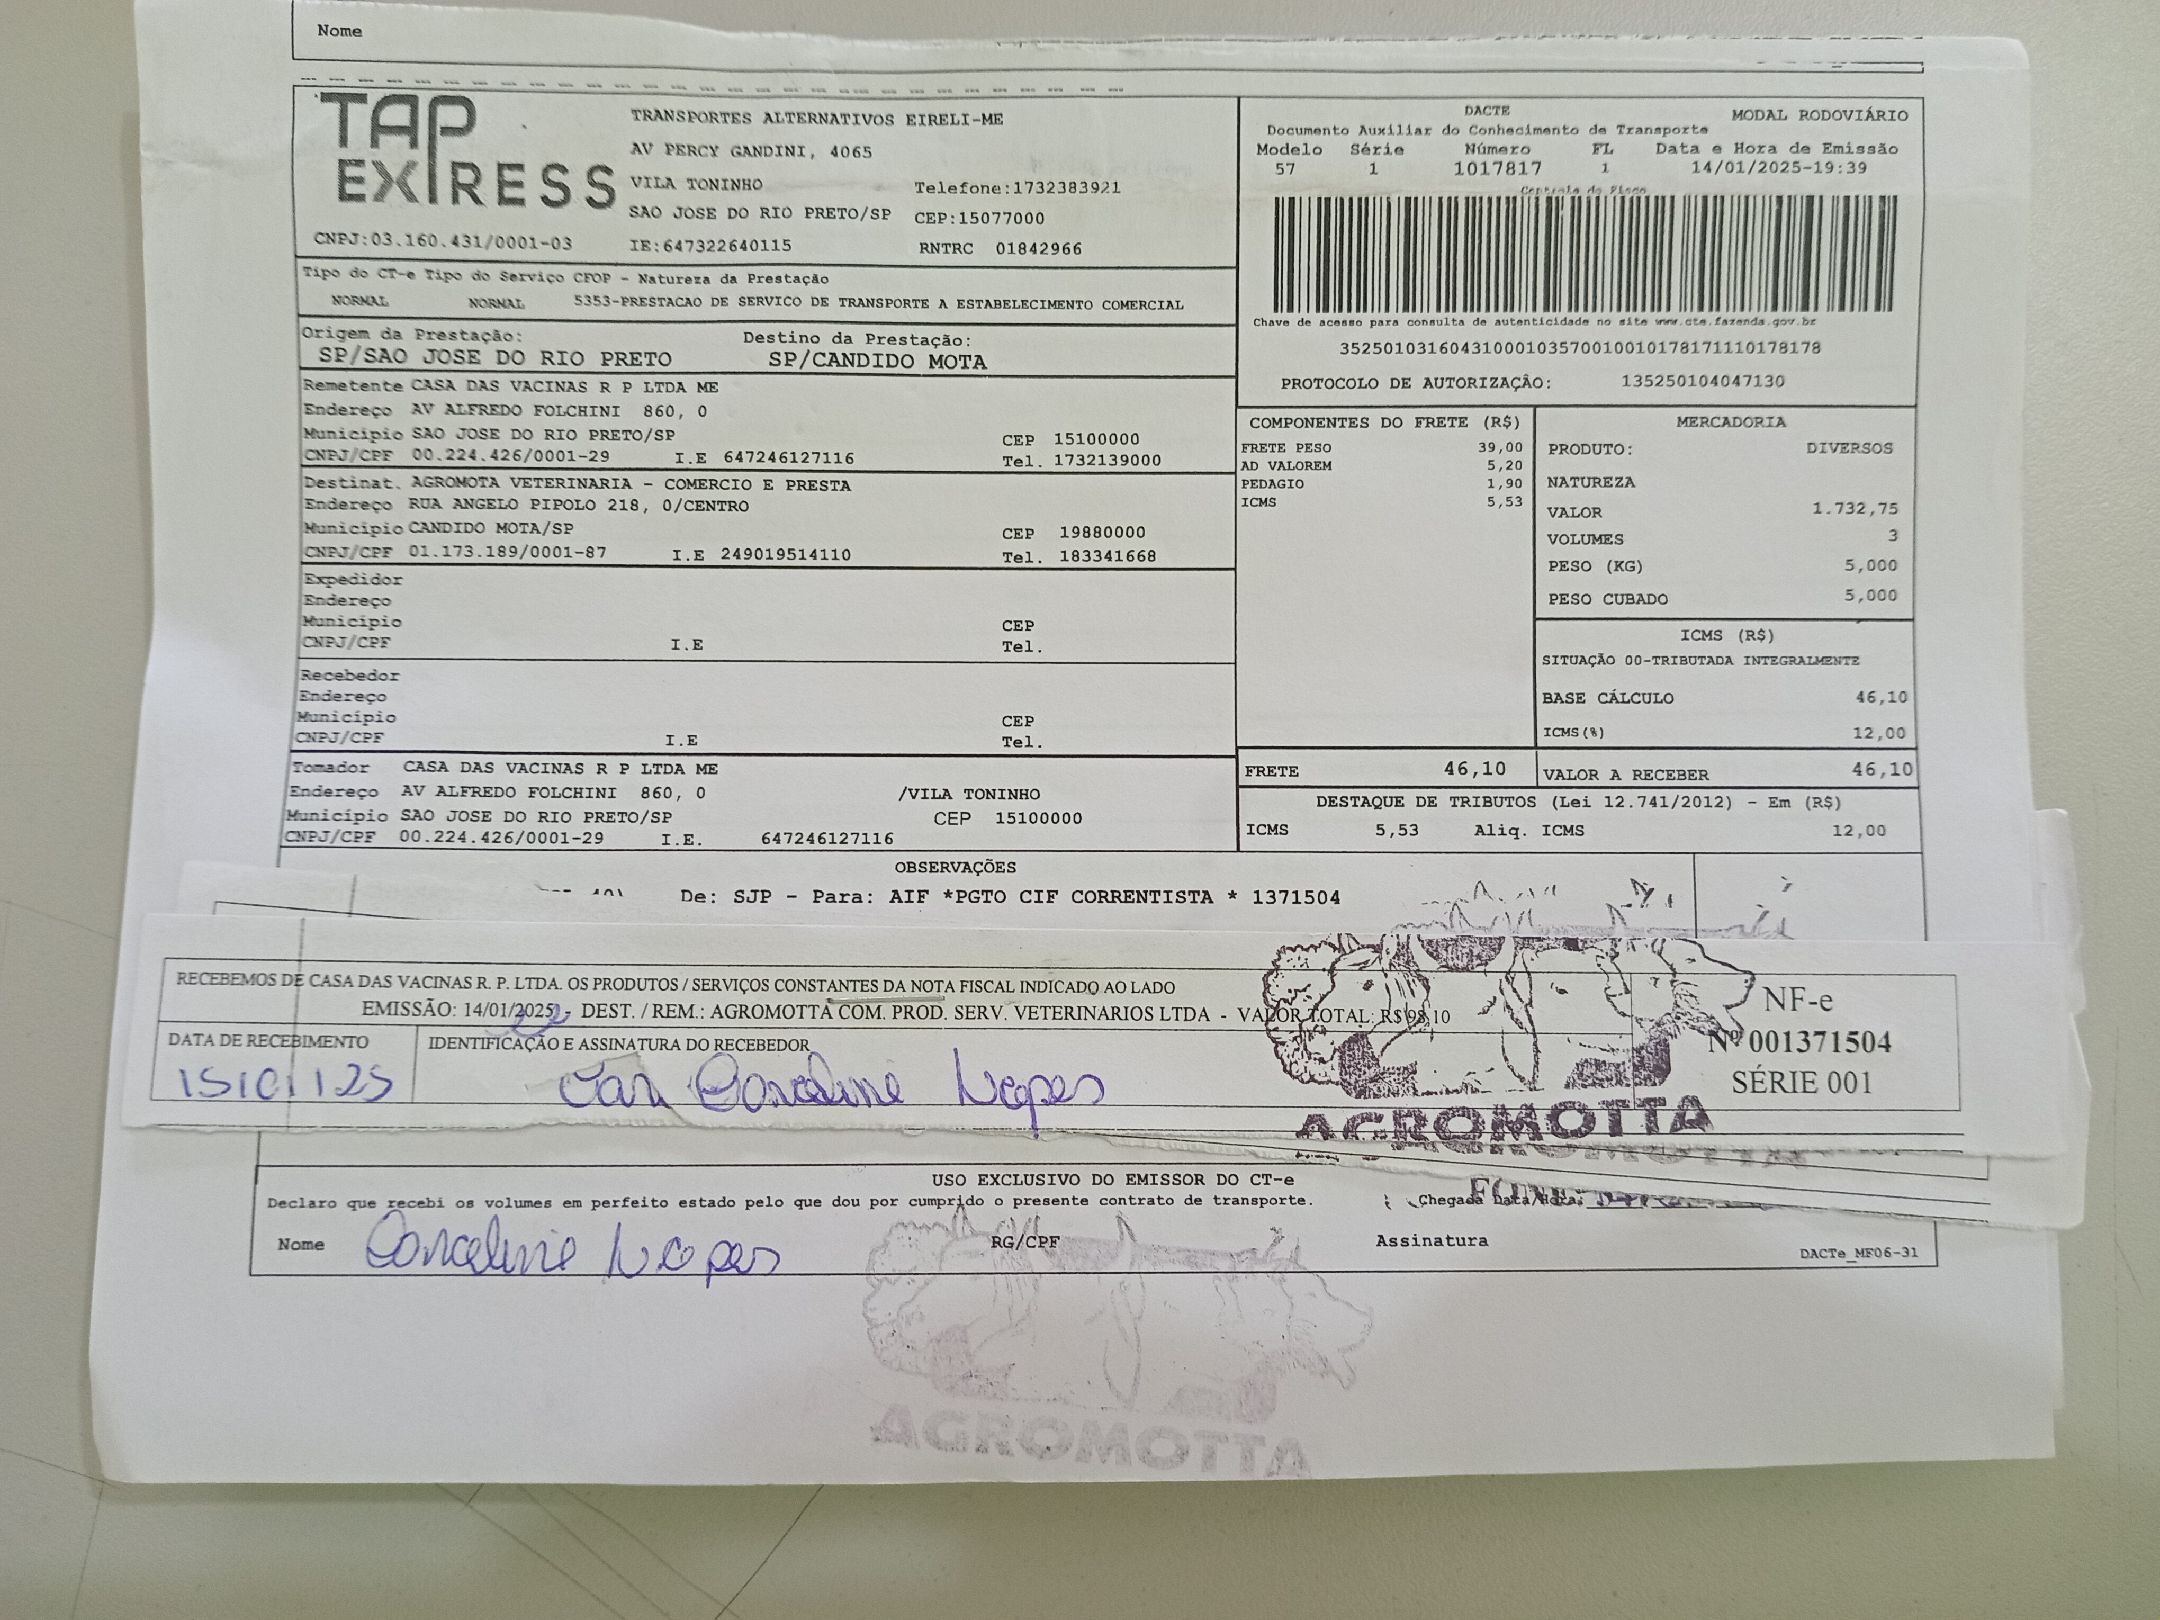 Nome
TAP EXPRESS
TRANSPORTES ALTERNATIVOS EIRELI-ME
AV PERCY GANDINI, 4065
VILA TONINHO Telefone:1732383921
SAO JOSE DO RIO PRETO/SP CEP:15077000
CNPJ:03.160.431/0001-03 IE:647322640115 RNTRC 01842966
DACTE MODAL RODOVIÁRIO
Documento Auxiliar do Conhecimento de Transporte
Modelo Série Número FL Data e Hora de Emissão
57 1 1017817 1 14/01/2025-19:39
Controle do Fisco
Chave de acesso para consulta de autenticidade no site www.cte.fazenda.gov.br
35250103160431000103570010010178171110178178
PROTOCOLO DE AUTORIZAÇÃO: 135250104047130
Tipo do CT-e Tipo do Serviço CFOP - Natureza da Prestação
NORMAL NORMAL 5353-PRESTACAO DE SERVICO DE TRANSPORTE A ESTABELECIMENTO COMERCIAL
Origem da Prestação: Destino da Prestação:
SP/SAO JOSE DO RIO PRETO SP/CANDIDO MOTA
Remetente CASA DAS VACINAS R P LTDA ME
Endereço AV ALFREDO FOLCHINI 860, 0
Município SAO JOSE DO RIO PRETO/SP CEP 15100000
CNPJ/CPF 00.224.426/0001-29 I.E 647246127116 Tel. 1732139000
Destinat. AGROMOTA VETERINARIA - COMERCIO E PRESTA
Endereço RUA ANGELO PIPOLO 218, 0/CENTRO
Município CANDIDO MOTA/SP CEP 19880000
CNPJ/CPF 01.173.189/0001-87 I.E 249019514110 Tel. 183341668
Expedidor
Endereço
Município CEP
CNPJ/CPF I.E Tel.
Recebedor
Endereço
Município CEP
CNPJ/CPF I.E Tel.
Tomador CASA DAS VACINAS R P LTDA ME
Endereço AV ALFREDO FOLCHINI 860, 0 /VILA TONINHO
Município SAO JOSE DO RIO PRETO/SP CEP 15100000
CNPJ/CPF 00.224.426/0001-29 I.E. 647246127116
COMPONENTES DO FRETE (R$)
FRETE PESO 39,00
AD VALOREM 5,20
PEDAGIO 1,90
ICMS 5,53
MERCADORIA
PRODUTO: DIVERSOS
NATUREZA
VALOR 1.732,75
VOLUMES 3
PESO (KG) 5,000
PESO CUBADO 5,000
ICMS (R$)
SITUAÇÃO 00-TRIBUTADA INTEGRALMENTE
BASE CÁLCULO 46,10
ICMS(%) 12,00
FRETE 46,10 VALOR A RECEBER 46,10
DESTAQUE DE TRIBUTOS (Lei 12.741/2012) - Em (R$)
ICMS 5,53 Aliq. ICMS 12,00
OBSERVAÇÕES
De: SJP - Para: AIF *PGTO CIF CORRENTISTA * 1371504
RECEBEMOS DE CASA DAS VACINAS R. P. LTDA. OS PRODUTOS / SERVIÇOS CONSTANTES DA NOTA FISCAL INDICADO AO LADO
EMISSÃO: 14/01/2025 - DEST. / REM.: AGROMOTTA COM. PROD. SERV. VETERINARIOS LTDA - VALOR TOTAL: R$ 98,10
DATA DE RECEBIMENTO IDENTIFICAÇÃO E ASSINATURA DO RECEBEDOR
15/01/25
NF-e
Nº 001371504
SÉRIE 001
AGROMOTTA
USO EXCLUSIVO DO EMISSOR DO CT-e
Declaro que recebi os volumes em perfeito estado pelo que dou por cumprido o presente contrato de transporte. Chegada Data/Hora:
Nome RG/CPF Assinatura
DACTe_MF06-31
AGROMOTTA